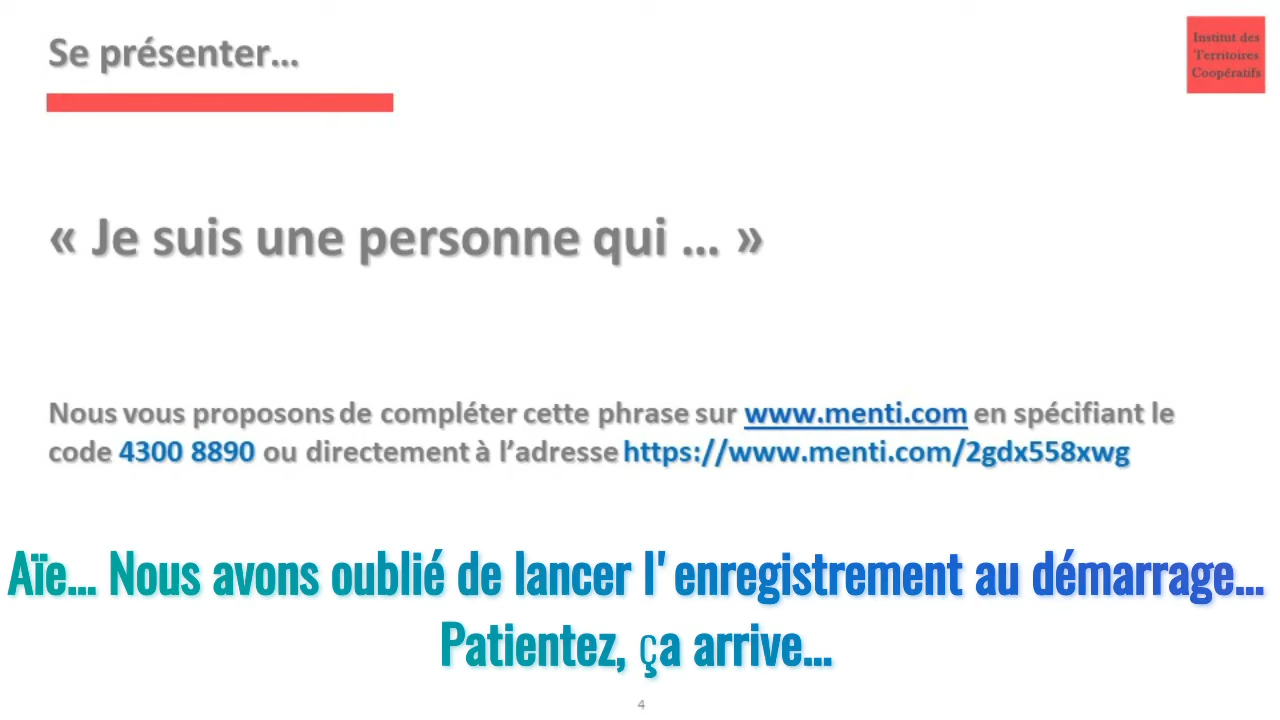 Se présenter…
Institut des
Territoires
Coopératifs
« Je suis une personne qui … »
Nous vous proposons de compléter cette phrase sur www.menti.com en spécifiant le
code 4300 8890 ou directement à l’adresse https://www.menti.com/2gdx558xwg
Aïe... Nous avons oublié de lancer l'enregistrement au démarrage...
Patientez, ça arrive...
4